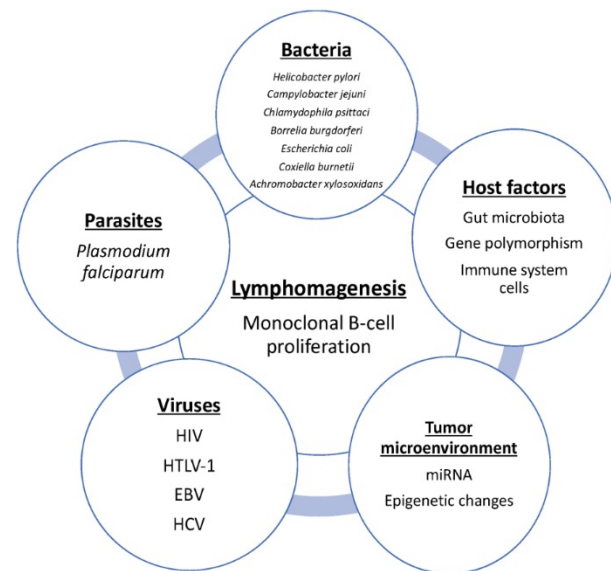 Bacteria
Helicobacter pylori
Campylobacter jejuni
Chlamydophila psittaci
Borrelia burgdorferi
Escherichia coli
Coxiella burnetii
Achromobacter xylosoxidans
Host factors
Gut microbiota
Gene polymorphism
Immune system
cells
Parasites
Plasmodium
falciparum
Lymphomagenesis
Monoclonal B-cell
proliferation
Viruses
HIV
HTLV-1
EBV
HCV
Tumor
microenvironment
miRNA
Epigenetic changes